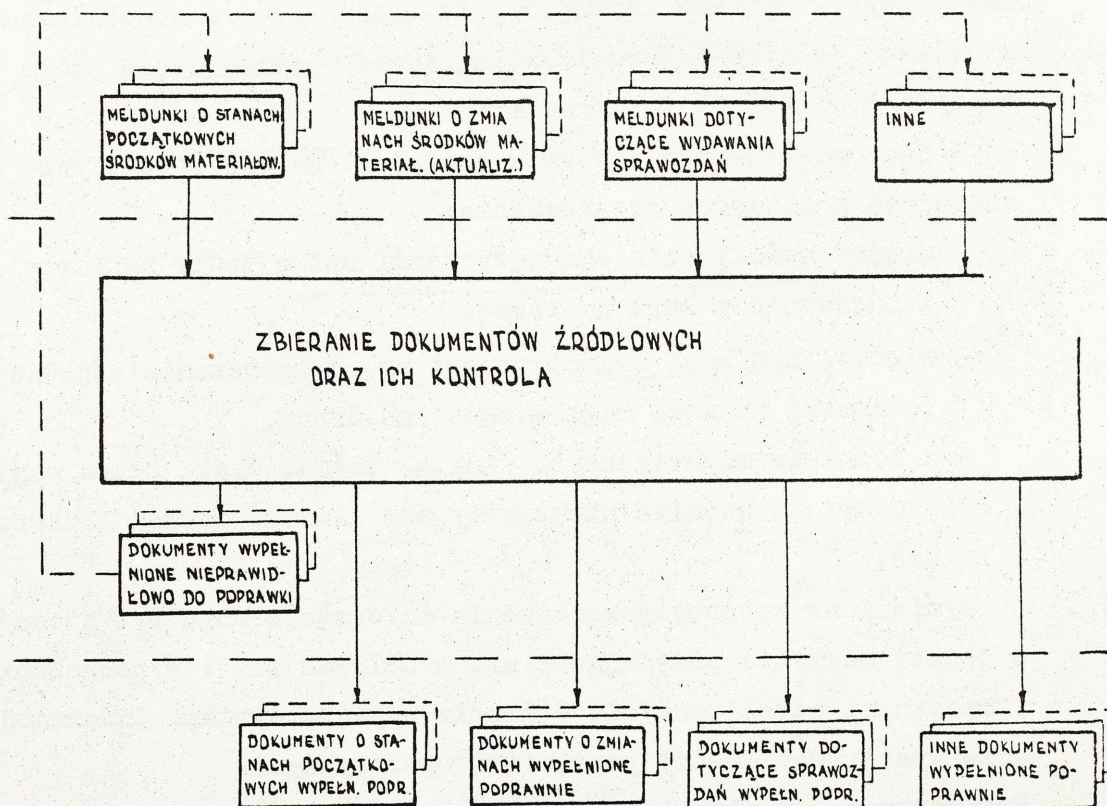 MELDUNKI O STANACH
POCZĄTKOWYCH
ŚRODKÓW MATERIAŁOW.
MELDUNKI O ZMIA
NACH ŚRODKÓW MA-
TERIAŁ. (AKTUALIZ.)
MELDUNKI DOTY-
CZĄCE WYDAWANIA
SPRAWOZDAŃ
INNE
ZBIERANIE DOKUMENTÓW ŹRÓDŁOWYCH
ORAZ ICH KONTROLA
DOKUMENTY WYPEŁ-
NIONE NIEPRAWID-
ŁOWO DO POPRAWKI
DOKUMENTY O STA-
NACH POCZĄTKO-
WYCH WYPEŁN. POPR.
DOKUMENTY O ZMIA-
NACH WYPEŁNIONE
POPRAWNIE
DOKUMENTY DO-
TYCZĄCE SPRAWOZ-
DAŃ WYPEŁN. POPR.
INNE DOKUMENTY
WYPEŁNIONE PO-
PRAWNIE